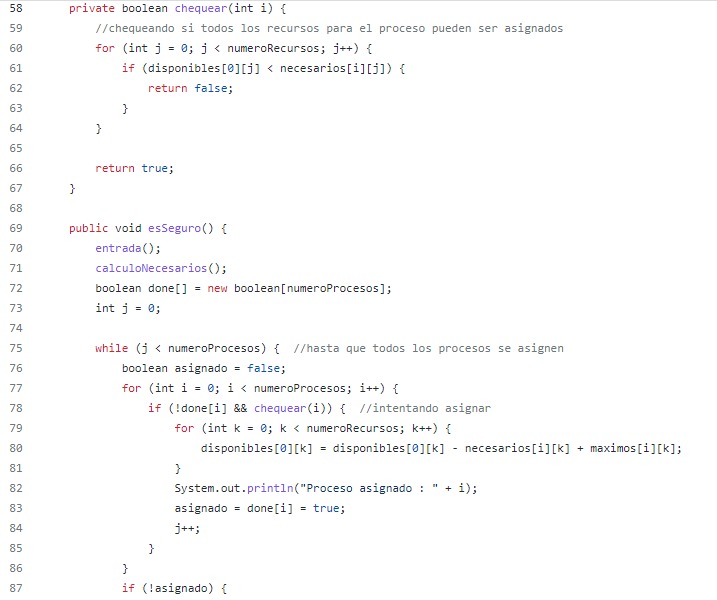 58 private boolean chequear(int i) {
59 //chequeando si todos los recursos para el proceso pueden ser asignados
60 for (int j = 0; j < numeroRecursos; j++) {
61 if (disponibles[0][j] < necesarios[i][j]) {
62 return false;
63 }
64 }
65
66 return true;
67 }
68
69 public void esSeguro() {
70 entrada();
71 calculoNecesarios();
72 boolean done[] = new boolean[numeroProcesos];
73 int j = 0;
74
75 while (j < numeroProcesos) {  //hasta que todos los procesos se asignen
76 boolean asignado = false;
77 for (int i = 0; i < numeroProcesos; i++) {
78 if (!done[i] && chequear(i)) {  //intentando asignar
79 for (int k = 0; k < numeroRecursos; k++) {
80 disponibles[0][k] = disponibles[0][k] - necesarios[i][k] + maximos[i][k];
81 }
82 System.out.println("Proceso asignado : " + i);
83 asignado = done[i] = true;
84 j++;
85 }
86 }
87 if (!asignado) {